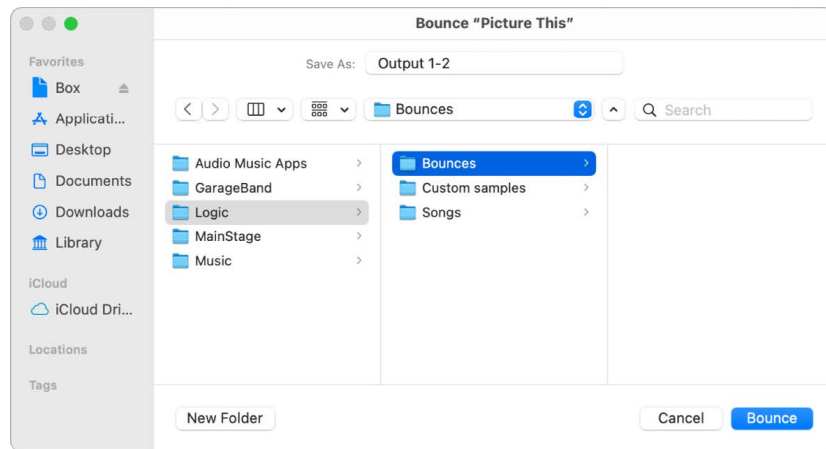 Bounce “Picture This”
Favorites
Box
Applicati...
Desktop
Documents
Downloads
Library
iCloud
iCloud Dri...
Locations
Tags
Save As: Output 1-2
Bounces
Search
Audio Music Apps
GarageBand
Logic
MainStage
Music
Bounces
Custom samples
Songs
New Folder
Cancel
Bounce